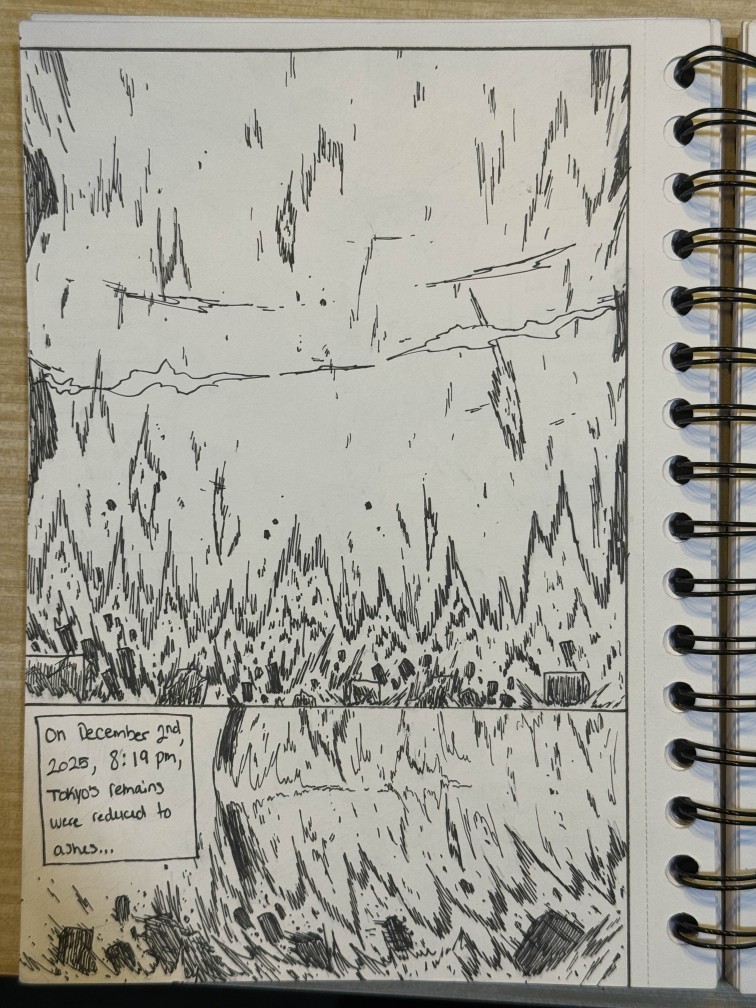 On December 2nd,
2025, 8:19 pm,
Tokyo's remains
were reduced to
ashes...